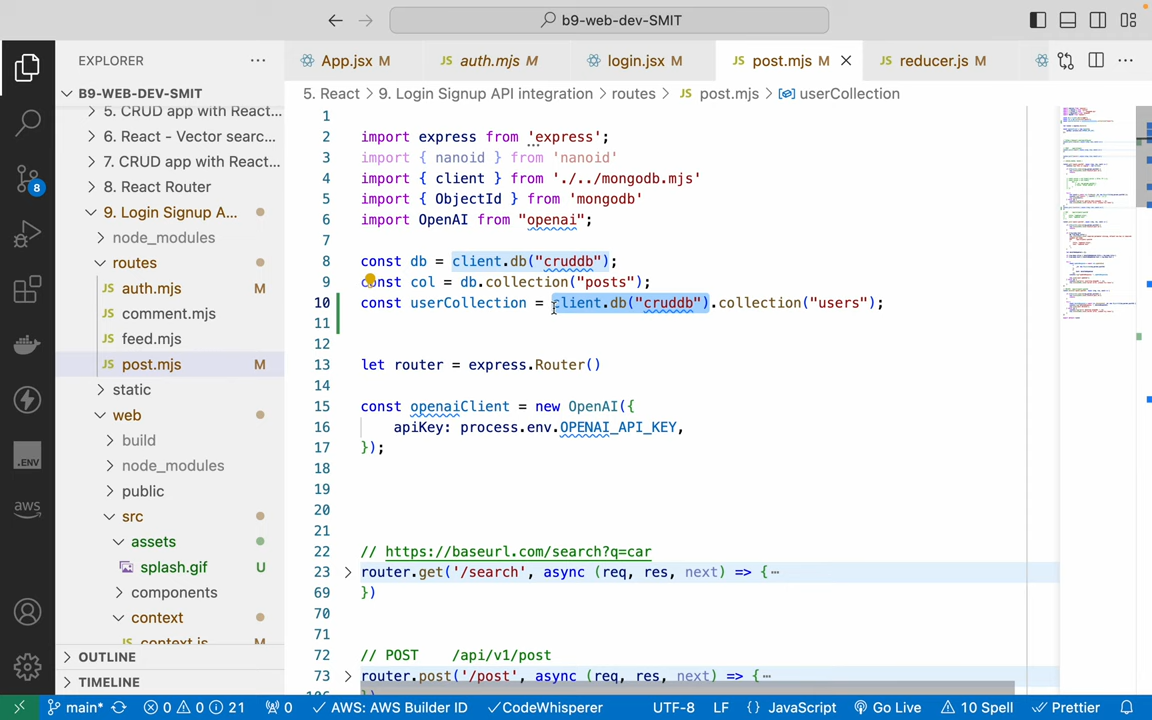 b9-web-dev-SMIT
EXPLORER
App.jsx M
auth.mjs M
login.jsx M
post.mjs M
reducer.js M
B9-WEB-DEV-SMIT
5. React > 9. Login Signup API integration > routes > JS post.mjs > userCollection
5. CRUD app with React...
6. React - Vector searc...
7. CRUD app with React...
8. React Router
9. Login Signup A...
node_modules
routes
JS auth.mjs M
JS comment.mjs
JS feed.mjs
JS post.mjs M
static
web
build
node_modules
public
src
assets
splash.gif U
components
context
OUTLINE
TIMELINE
8
.ENV
aws
1
2 import express from 'express';
3 import { nanoid } from 'nanoid'
4 import { client } from './../mongodb.mjs'
5 import { ObjectId } from 'mongodb'
6 import OpenAI from "openai";
7
8 const db = client.db("cruddb");
9 const col = db.collection("posts");
10 const userCollection = client.db("cruddb").collection("users");
11
12
13 let router = express.Router()
14
15 const openaiClient = new OpenAI({
16 apiKey: process.env.OPENAI_API_KEY,
17 });
18
19
20
21
22 // https://baseurl.com/search?q=car
23 router.get('/search', async (req, res, next) => {⋯
69 })
70
71
72 // POST /api/v1/post
73 router.post('/post', async (req, res, next) => {⋯
main* 0 0 21 0 AWS: AWS Builder ID CodeWhisperer UTF-8 LF {} JavaScript Go Live 10 Spell Prettier